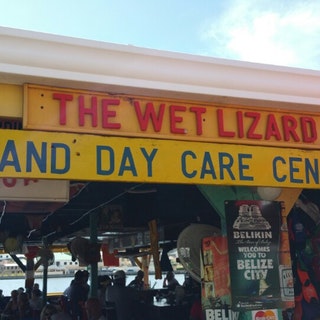 THE WET LIZARD
AND DAY CARE CEN
BELIKIN
WELCOMES
YOU TO
BELIZE
CITY